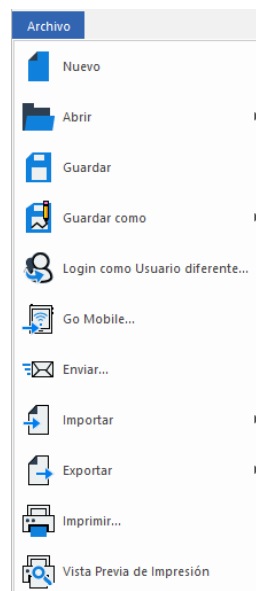 Archivo
Nuevo
Abrir
Guardar
Guardar como
Login como Usuario diferente...
Go Mobile...
Enviar...
Importar
Exportar
Imprimir...
Vista Previa de Impresión